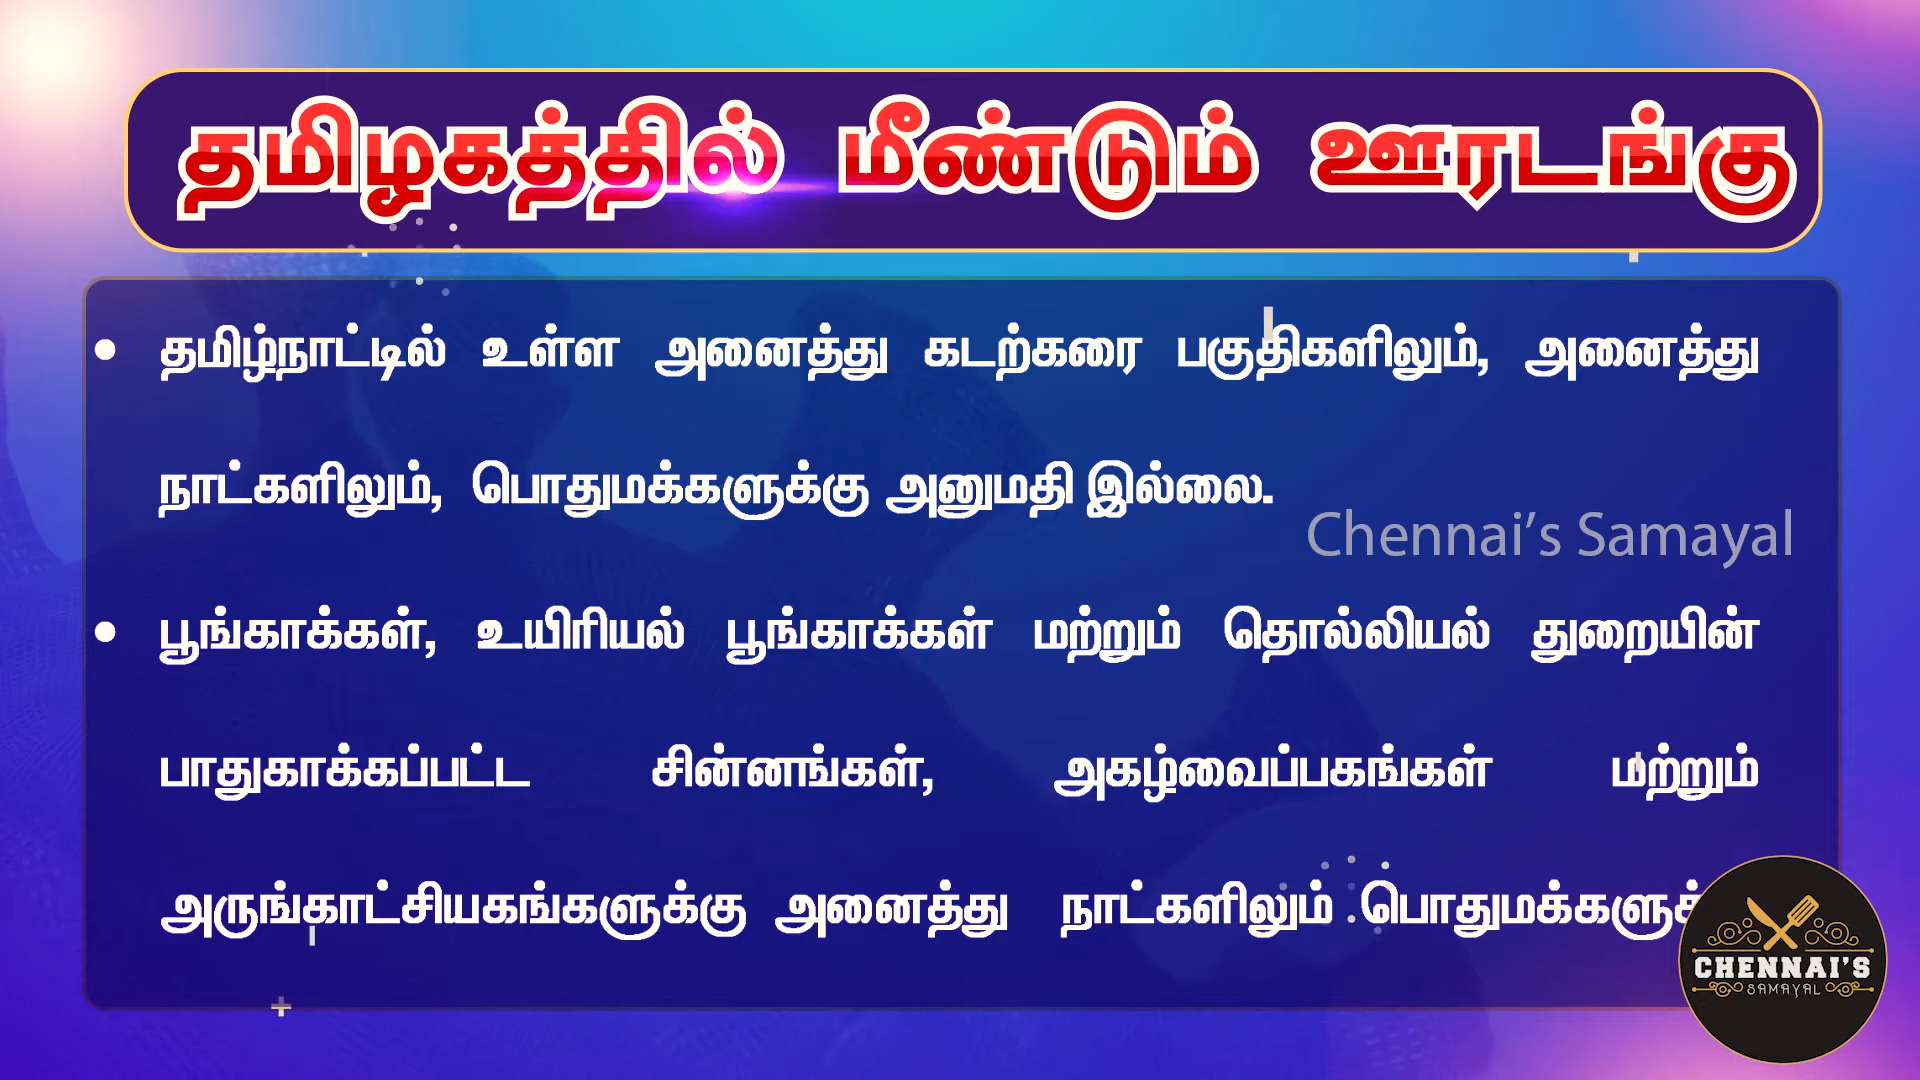 தமிழகத்தில் மீண்டும் ஊரடங்கு
• தமிழ்நாட்டில் உள்ள அனைத்து கடற்கரை பகுதிகளிலும், அனைத்து
நாட்களிலும், பொதுமக்களுக்கு அனுமதி இல்லை.
Chennai's Samayal
• பூங்காக்கள், உயிரியல் பூங்காக்கள் மற்றும் தொல்லியல் துறையின்
பாதுகாக்கப்பட்ட சின்னங்கள், அகழ்வைப்பகங்கள் மற்றும்
அருங்காட்சியகங்களுக்கு அனைத்து நாட்களிலும்
CHENNAI'S
SAMAYAL